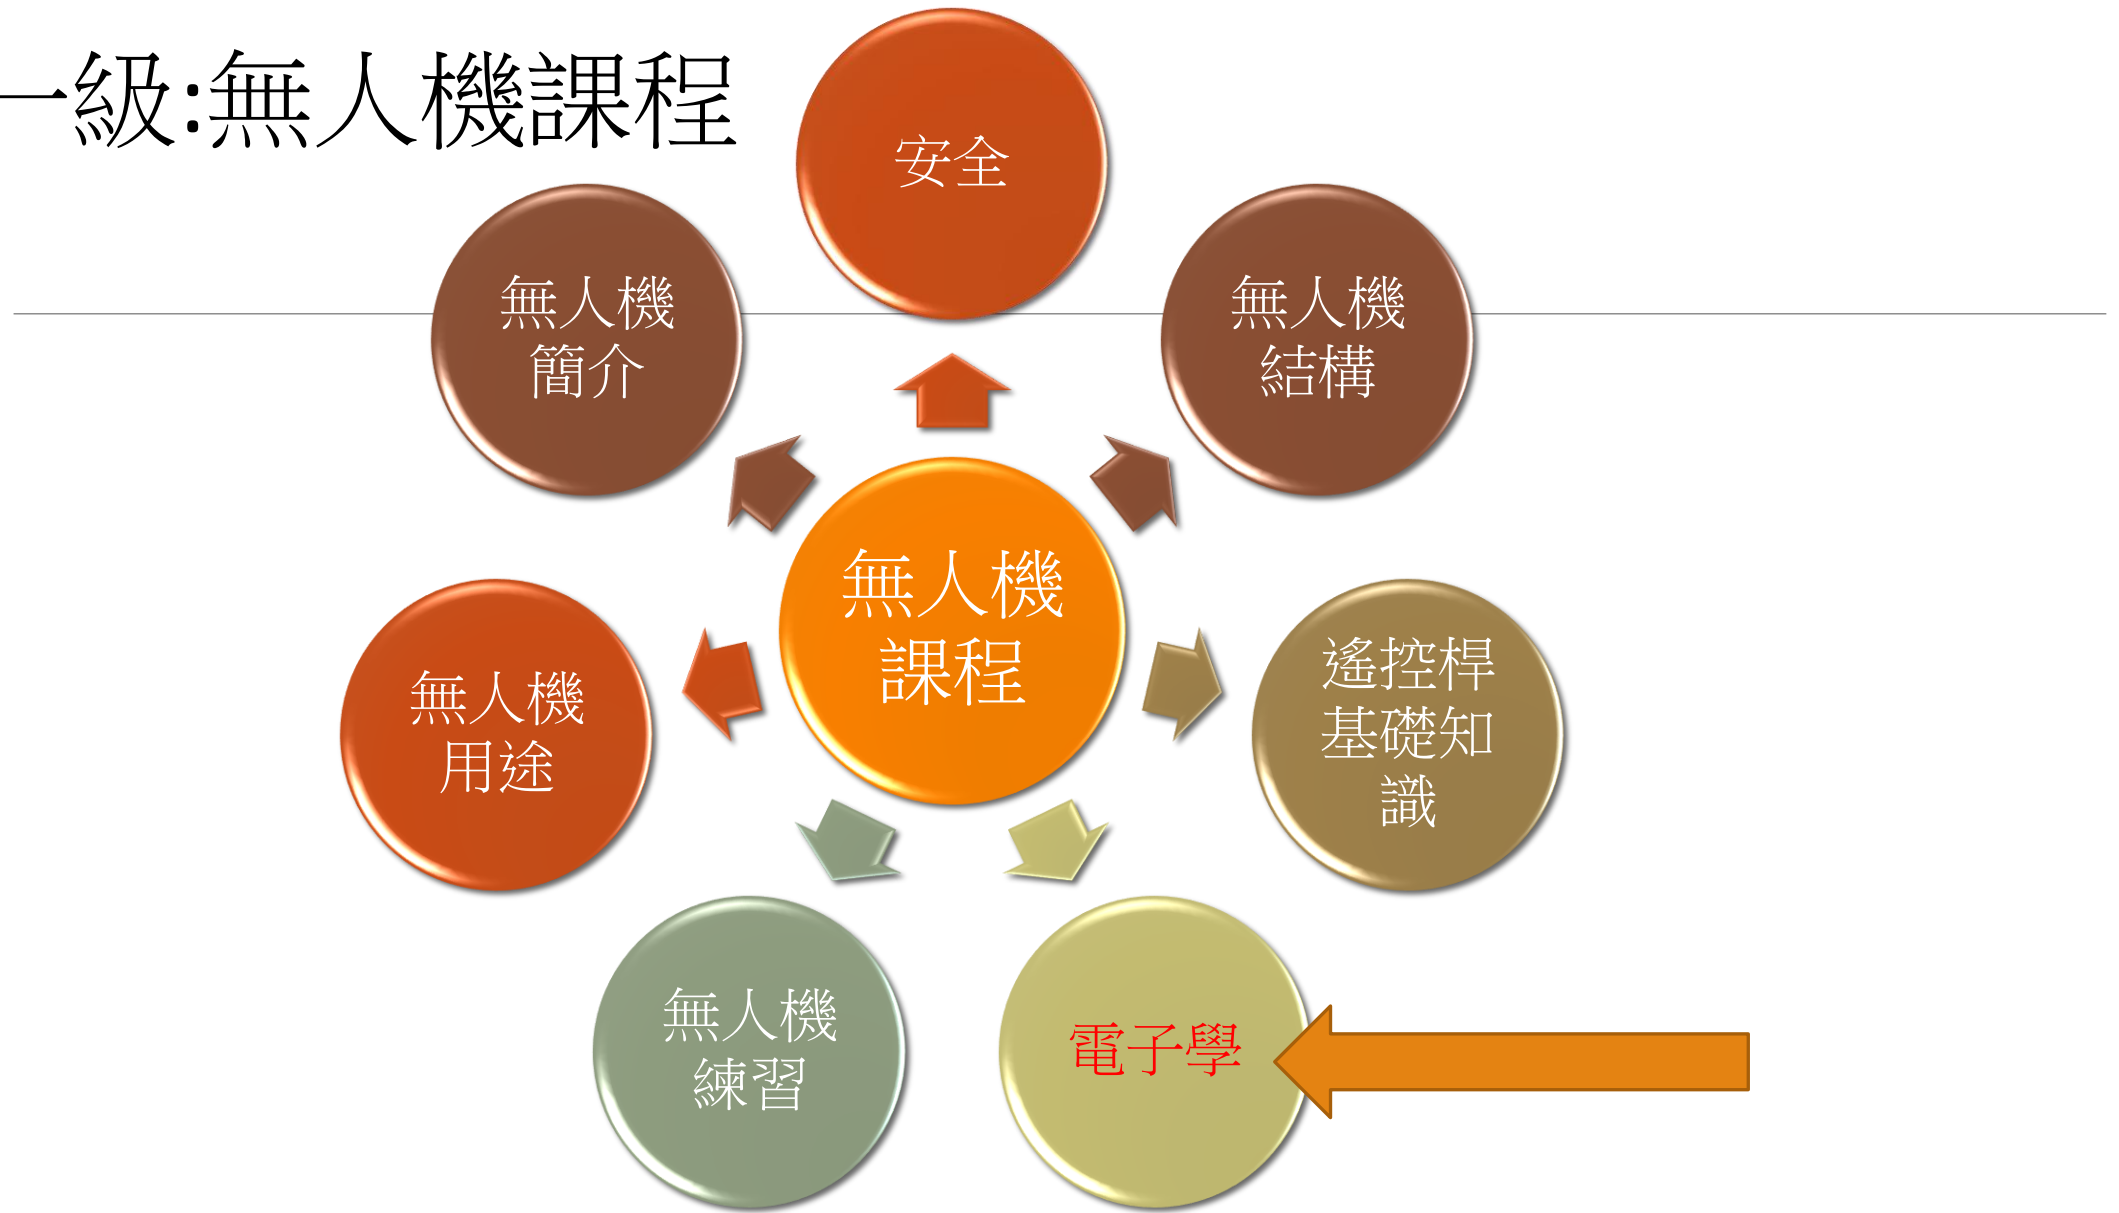 一級:無人機課程
安全
無人機
結構
遙控桿
基礎知
識
電子學
無人機
練習
無人機
用途
無人機
簡介
無人機
課程